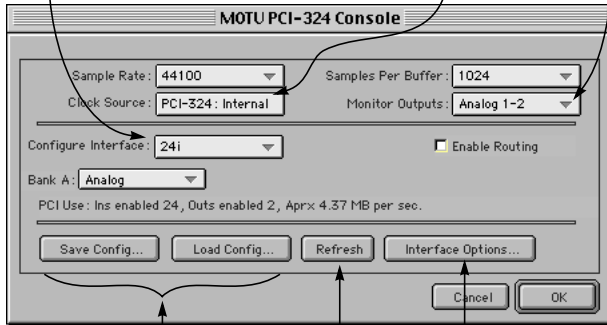 MOTU PCI-324 Console
Sample Rate: 44100 Samples Per Buffer: 1024
Clock Source: PCI-324: Internal Monitor Outputs: Analog 1-2
Configure Interface: 24i Enable Routing
Bank A: Analog
PCI Use: Ins enabled 24, Outs enabled 2, Aprx 4.37 MB per sec.
Save Config... Load Config... Refresh Interface Options...
Cancel OK